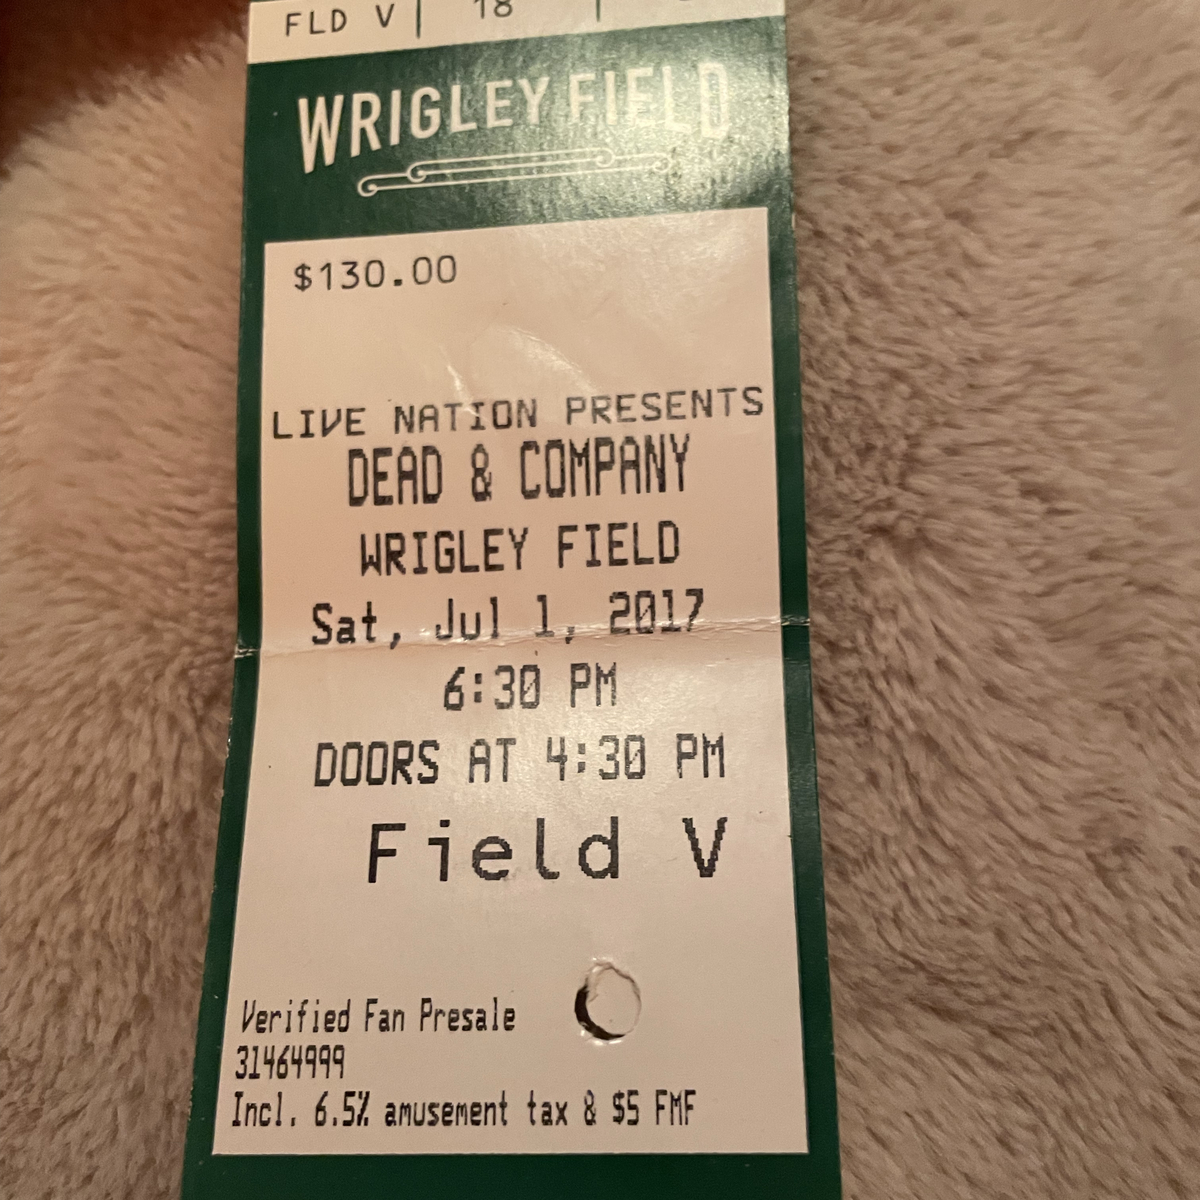 FLD V 18
WRIGLEY FIELD
$130.00
LIVE NATION PRESENTS
DEAD & COMPANY
WRIGLEY FIELD
Sat, Jul 1, 2017
6:30 PM
DOORS AT 4:30 PM
Field V
Verified Fan Presale
31464999
Incl. 6.5% amusement tax & $5 FMF